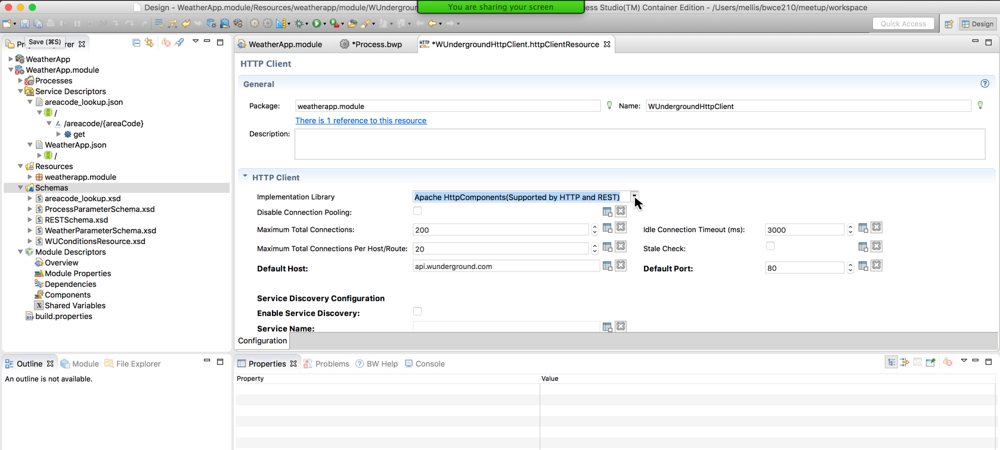 Design - WeatherApp.module/Resources/weatherapp/module/WUndergroun
You are sharing your screen
ess Studio(TM) Container Edition - /Users/mellis/bwce210/meetup/workspace
Quick Access
Design
Save (⌘S)
WeatherApp
WeatherApp.module
Processes
Service Descriptors
areacode_lookup.json
/
/areacode/{areaCode}
get
WeatherApp.json
/
Resources
weatherapp.module
Schemas
areacode_lookup.xsd
ProcessParameterSchema.xsd
RESTSchema.xsd
WeatherParameterSchema.xsd
WUConditionsResource.xsd
Module Descriptors
Overview
Module Properties
Dependencies
Components
Shared Variables
build.properties
WeatherApp.module
*Process.bwp
HTTP *WUndergroundHttpClient.httpClientResource
HTTP Client
General
Package: weatherapp.module
Name: WUndergroundHttpClient
There is 1 reference to this resource
Description:
HTTP Client
Implementation Library Apache HttpComponents(Supported by HTTP and REST)
Disable Connection Pooling:
Maximum Total Connections: 200
Idle Connection Timeout (ms): 3000
Maximum Total Connections Per Host/Route: 20
Stale Check:
Default Host: api.wunderground.com
Default Port: 80
Service Discovery Configuration
Enable Service Discovery:
Service Name:
Configuration
Outline
Module
File Explorer
An outline is not available.
Properties
Problems
BW Help
Console
Property
Value